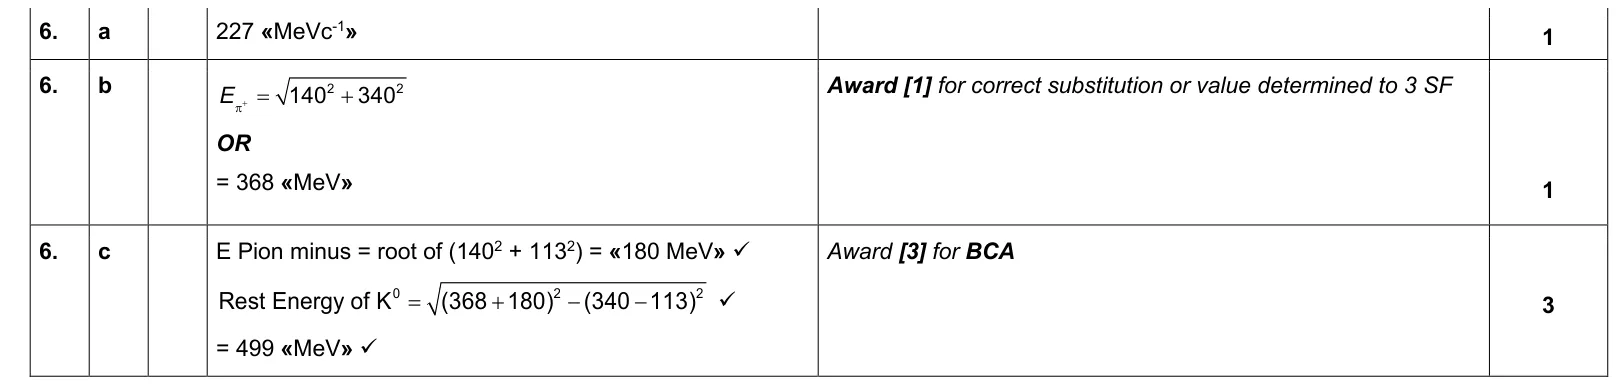 6. a 227 «MeVc⁻¹» 1
6. b E_π⁺ = √(140² + 340²) Award [1] for correct substitution or value determined to 3 SF
OR
= 368 «MeV» 1
6. c E Pion minus = root of (140² + 113²) = «180 MeV» ✓ Award [3] for BCA
Rest Energy of K⁰ = √((368 + 180)² − (340 − 113)²) ✓ 3
= 499 «MeV» ✓